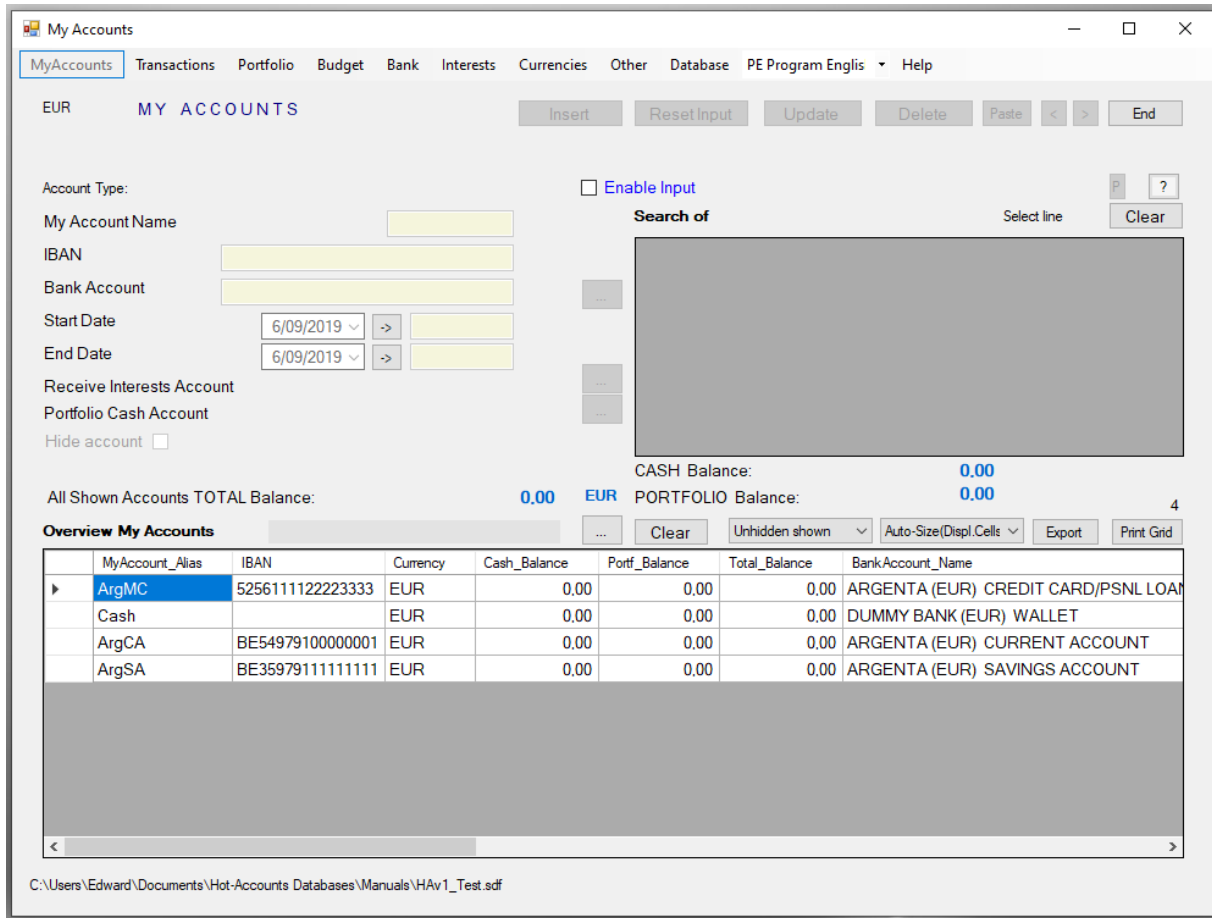 My Accounts
MyAccounts Transactions Portfolio Budget Bank Interests Currencies Other Database PE Program Englis Help
EUR MY ACCOUNTS Insert Reset Input Update Delete Paste < > End
Account Type: Enable Input P ?
My Account Name Search of Select line Clear
IBAN
Bank Account ...
Start Date 6/09/2019 ->
End Date 6/09/2019 ->
Receive Interests Account ...
Portfolio Cash Account ...
Hide account
CASH Balance: 0,00
All Shown Accounts TOTAL Balance: 0,00 EUR PORTFOLIO Balance: 0,00
4
Overview My Accounts ... Clear Unhidden shown Auto-Size(Displ.Cells Export Print Grid
MyAccount_Alias IBAN Currency Cash_Balance Portf_Balance Total_Balance BankAccount_Name
ArgMC 5256111122223333 EUR 0,00 0,00 0,00 ARGENTA (EUR) CREDIT CARD/PSNL LOAN
Cash EUR 0,00 0,00 0,00 DUMMY BANK (EUR) WALLET
ArgCA BE54979100000001 EUR 0,00 0,00 0,00 ARGENTA (EUR) CURRENT ACCOUNT
ArgSA BE35979111111111 EUR 0,00 0,00 0,00 ARGENTA (EUR) SAVINGS ACCOUNT
C:\Users\Edward\Documents\Hot-Accounts Databases\Manuals\HAv1_Test.sdf